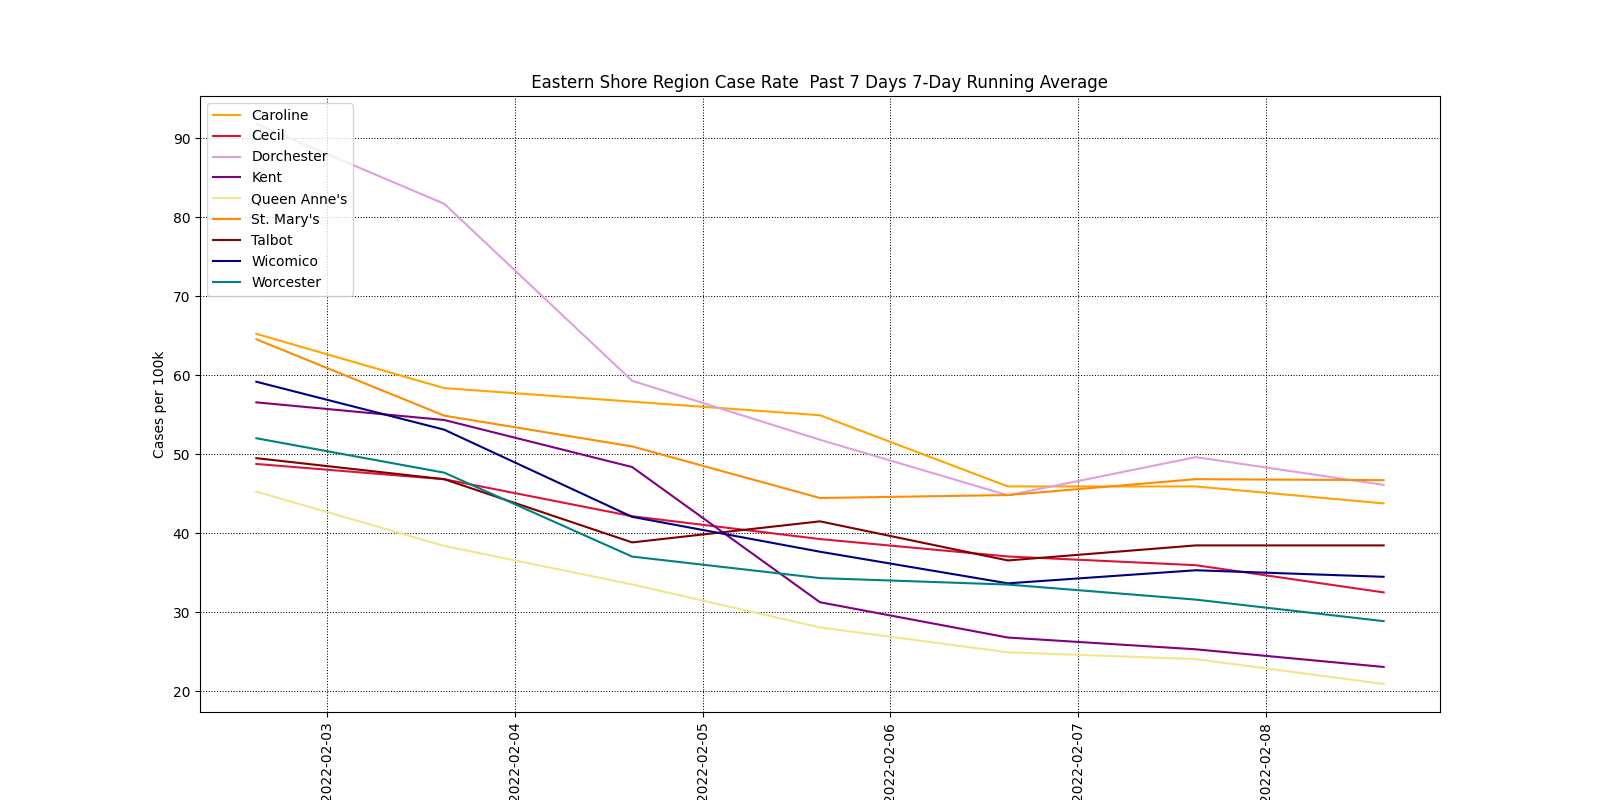 Eastern Shore Region Case Rate  Past 7 Days 7-Day Running Average
Caroline
Cecil
Dorchester
Kent
Queen Anne's
St. Mary's
Talbot
Wicomico
Worcester
Cases per 100k
90
80
70
60
50
40
30
20
2022-02-03
2022-02-04
2022-02-05
2022-02-06
2022-02-07
2022-02-08